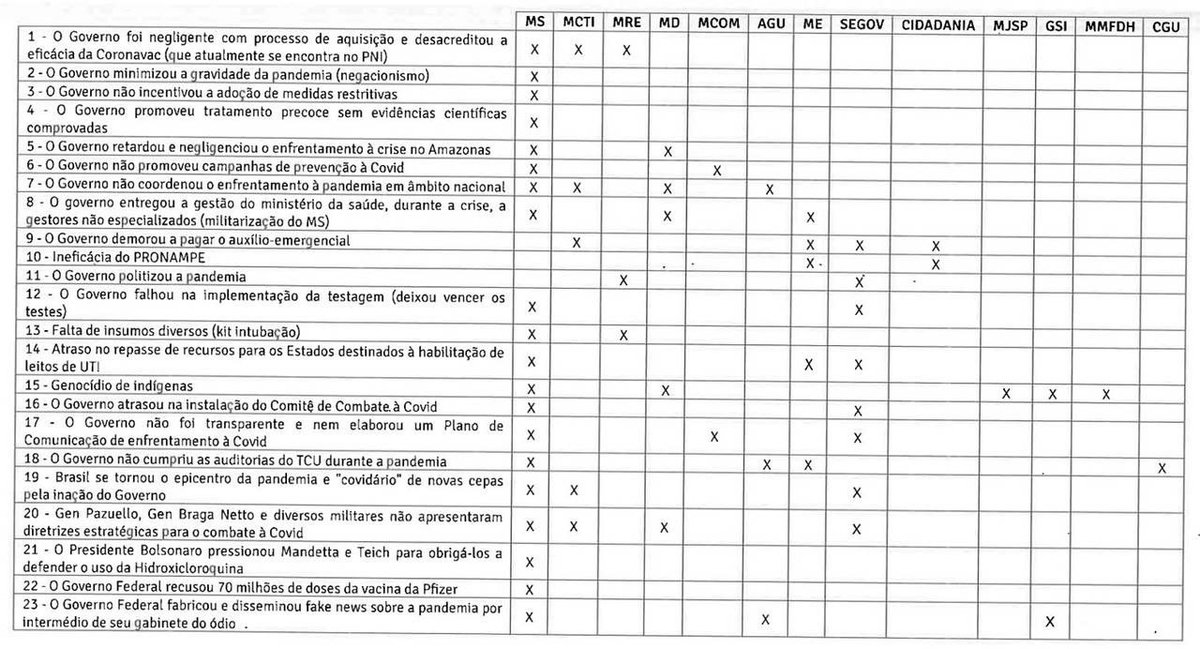 MS MCTI MRE MD MCOM AGU ME SEGOV CIDADANIA MJSP GSI MMFDH CGU
1 - O Governo foi negligente com processo de aquisição e desacreditou a
eficácia da Coronavac (que atualmente se encontra no PNI) X X X
2 - O Governo minimizou a gravidade da pandemia (negacionismo) X
3 - O Governo não incentivou a adoção de medidas restritivas X
4 - O Governo promoveu tratamento precoce sem evidências científicas
comprovadas X
5 - O Governo retardou e negligenciou o enfrentamento à crise no Amazonas X X
6 - O Governo não promoveu campanhas de prevenção à Covid X X
7 - O Governo não coordenou o enfrentamento à pandemia em âmbito nacional X X X X
8 - O governo entregou a gestão do ministério da saúde, durante a crise, a
gestores não especializados (militarização do MS) X X X
9 - O Governo demorou a pagar o auxílio-emergencial X X X X
10 - Ineficácia do PRONAMPE X X
11 - O Governo politizou a pandemia X X
12 - O Governo falhou na implementação da testagem (deixou vencer os
testes) X X
13 - Falta de insumos diversos (kit intubação) X X
14 - Atraso no repasse de recursos para os Estados destinados à habilitação de
leitos de UTI X X X
15 - Genocídio de indígenas X X X X X
16 - O Governo atrasou na instalação do Comitê de Combate à Covid X X
17 - O Governo não foi transparente e nem elaborou um Plano de
Comunicação de enfrentamento à Covid X X X
18 - O Governo não cumpriu as auditorias do TCU durante a pandemia X X X X
19 - Brasil se tornou o epicentro da pandemia e "covidário" de novas cepas
pela inação do Governo X X X
20 - Gen Pazuello, Gen Braga Netto e diversos militares não apresentaram
diretrizes estratégicas para o combate à Covid X X X X
21 - O Presidente Bolsonaro pressionou Mandetta e Teich para obrigá-los a
defender o uso da Hidroxicloroquina X
22 - O Governo Federal recusou 70 milhões de doses da vacina da Pfizer X
23 - O Governo Federal fabricou e disseminou fake news sobre a pandemia por
intermédio de seu gabinete do ódio . X X X